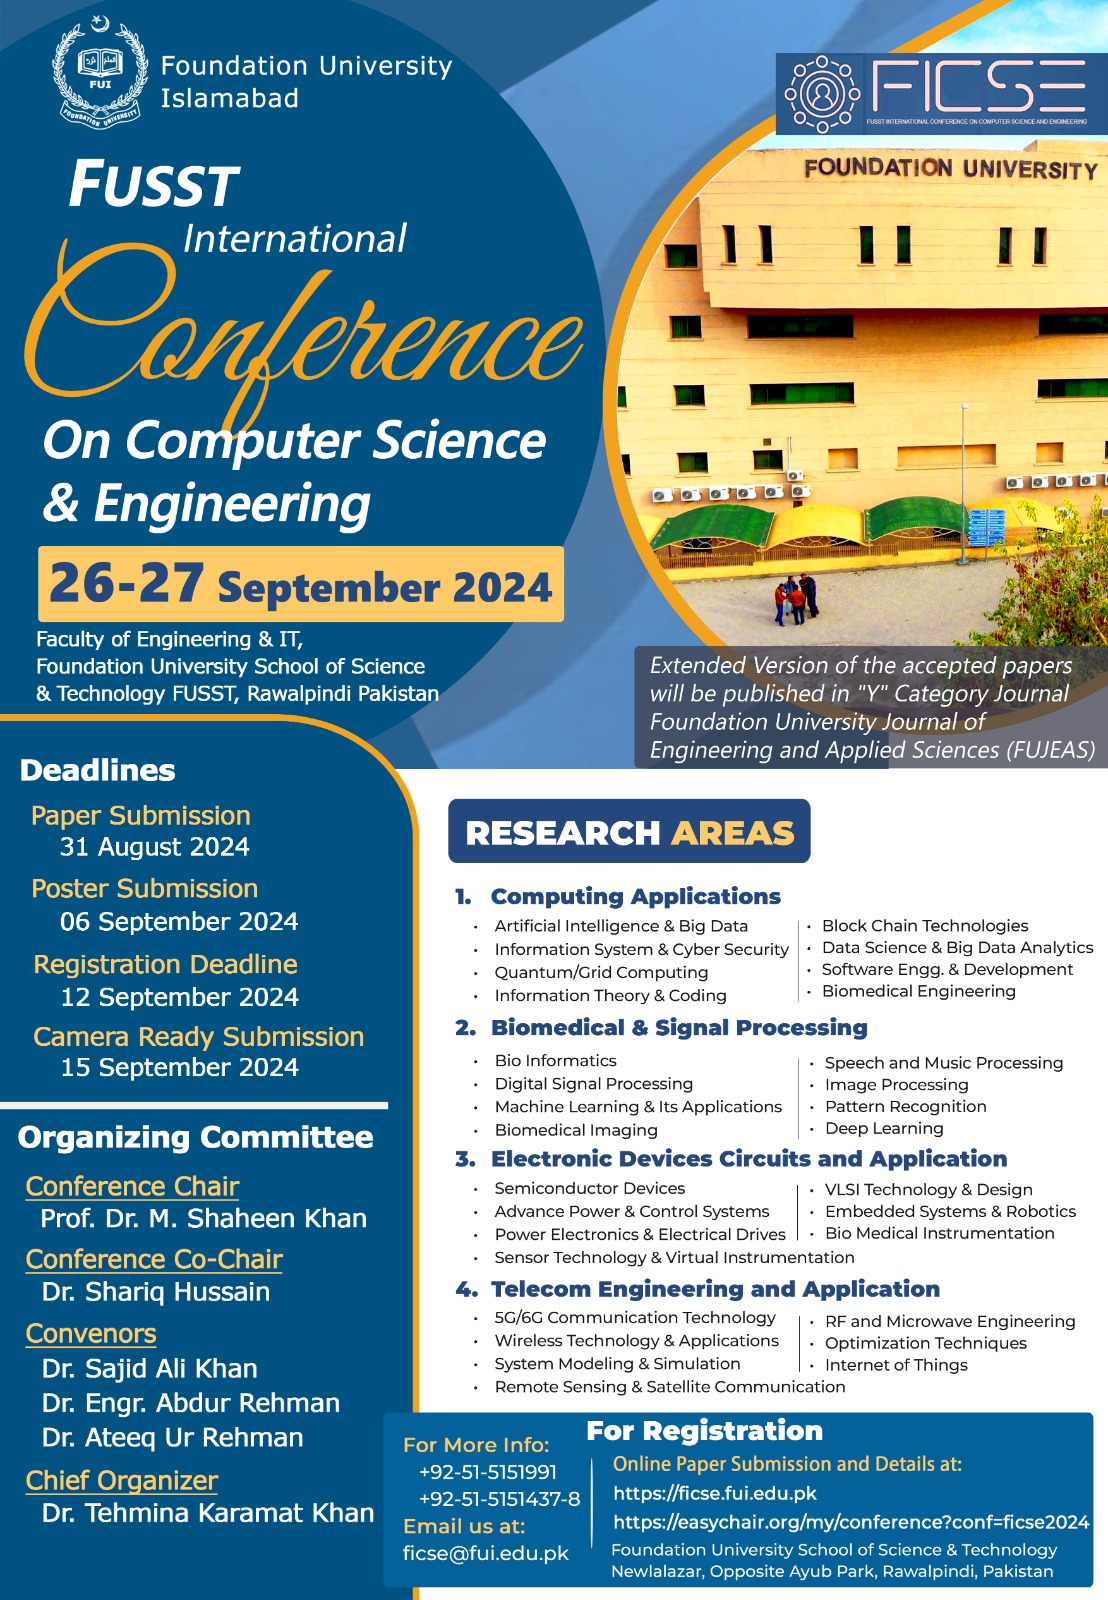 FUI
FOUNDATION UNIVERSITY
Foundation University
Islamabad
FICSE
FUSST INTERNATIONAL CONFERENCE ON COMPUTER SCIENCE AND ENGINEERING
FOUNDATION UNIVERSITY
FUSST
International
Conference
On Computer Science
& Engineering
26-27 September 2024
Faculty of Engineering & IT,
Foundation University School of Science
& Technology FUSST, Rawalpindi Pakistan
Extended Version of the accepted papers
will be published in "Y" Category Journal
Foundation University Journal of
Engineering and Applied Sciences (FUJEAS)
Deadlines
Paper Submission
31 August 2024
Poster Submission
06 September 2024
Registration Deadline
12 September 2024
Camera Ready Submission
15 September 2024
Organizing Committee
Conference Chair
Prof. Dr. M. Shaheen Khan
Conference Co-Chair
Dr. Shariq Hussain
Convenors
Dr. Sajid Ali Khan
Dr. Engr. Abdur Rehman
Dr. Ateeq Ur Rehman
Chief Organizer
Dr. Tehmina Karamat Khan
RESEARCH AREAS
1. Computing Applications
• Artificial Intelligence & Big Data
• Information System & Cyber Security
• Quantum/Grid Computing
• Information Theory & Coding
• Block Chain Technologies
• Data Science & Big Data Analytics
• Software Engg. & Development
• Biomedical Engineering
2. Biomedical & Signal Processing
• Bio Informatics
• Digital Signal Processing
• Machine Learning & Its Applications
• Biomedical Imaging
• Speech and Music Processing
• Image Processing
• Pattern Recognition
• Deep Learning
3. Electronic Devices Circuits and Application
• Semiconductor Devices
• Advance Power & Control Systems
• Power Electronics & Electrical Drives
• Sensor Technology & Virtual Instrumentation
• VLSI Technology & Design
• Embedded Systems & Robotics
• Bio Medical Instrumentation
4. Telecom Engineering and Application
• 5G/6G Communication Technology
• Wireless Technology & Applications
• System Modeling & Simulation
• Remote Sensing & Satellite Communication
• RF and Microwave Engineering
• Optimization Techniques
• Internet of Things
For More Info:
+92-51-5151991
+92-51-5151437-8
Email us at:
ficse@fui.edu.pk
For Registration
Online Paper Submission and Details at:
https://ficse.fui.edu.pk
https://easychair.org/my/conference?conf=ficse2024
Foundation University School of Science & Technology
Newlalazar, Opposite Ayub Park, Rawalpindi, Pakistan